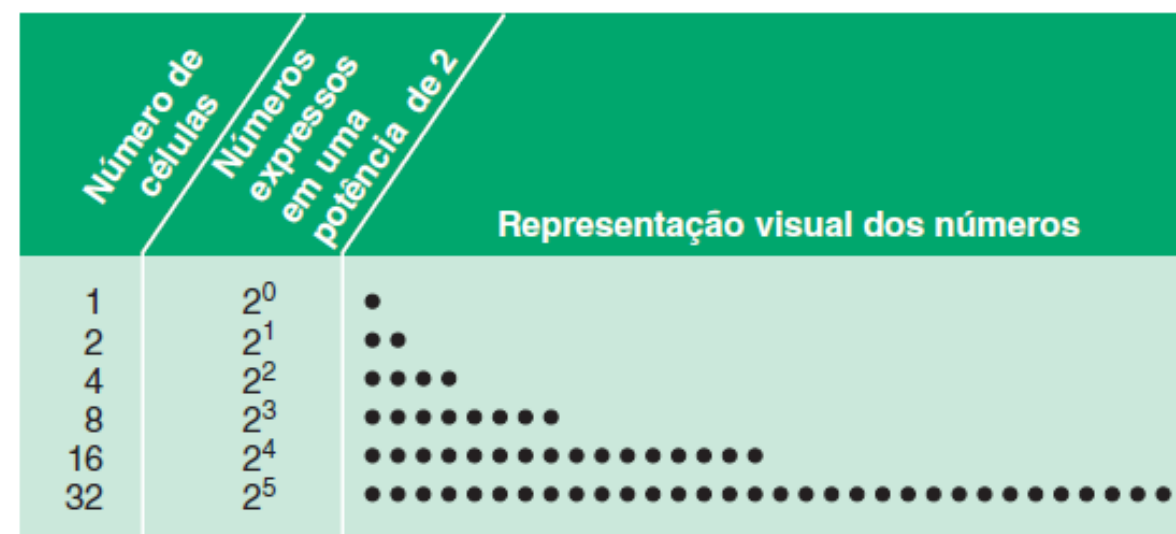 Número de
células
Números
expressos
em uma
potência de 2
Representação visual dos números
1 2⁰
2 2¹
4 2²
8 2³
16 2⁴
32 2⁵